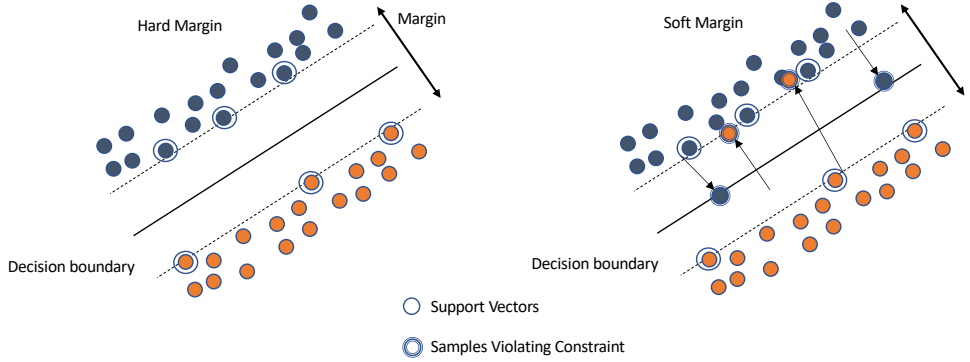 Hard Margin
Margin
Soft Margin
Decision boundary
Decision boundary
Support Vectors
Samples Violating Constraint